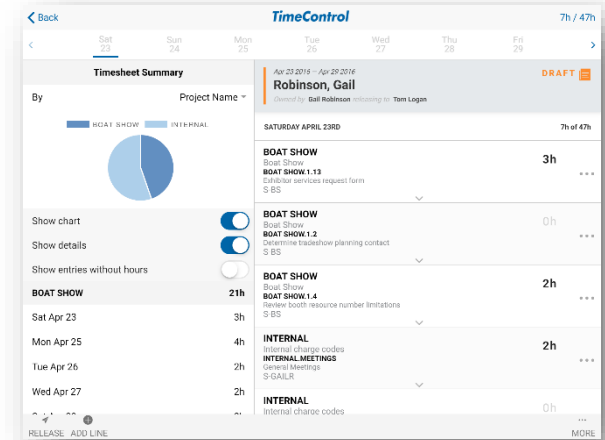 Back
TimeControl
7h / 47h
Sat 23
Sun 24
Mon 25
Tue 26
Wed 27
Thu 28
Fri 29
Timesheet Summary
By
Project Name
BOAT SHOW
INTERNAL
Show chart
Show details
Show entries without hours
BOAT SHOW 21h
Sat Apr 23 3h
Mon Apr 25 4h
Tue Apr 26 2h
Wed Apr 27 2h
RELEASE
ADD LINE
Apr 23 2016 – Apr 29 2016
DRAFT
Robinson, Gail
Owned by Gail Robinson releasing to Tom Logan
SATURDAY APRIL 23RD
7h of 47h
BOAT SHOW
Boat Show
3h
BOAT SHOW.1.13
Exhibitor services request form
S-BS
BOAT SHOW
Boat Show
0h
BOAT SHOW.1.2
Determine tradeshow planning contact
S-BS
BOAT SHOW
Boat Show
2h
BOAT SHOW.1.4
Review booth resource number limitations
S-BS
INTERNAL
Internal charge codes
2h
INTERNAL.MEETINGS
General Meetings
S-GAILR
INTERNAL
Internal charge codes
0h
MORE